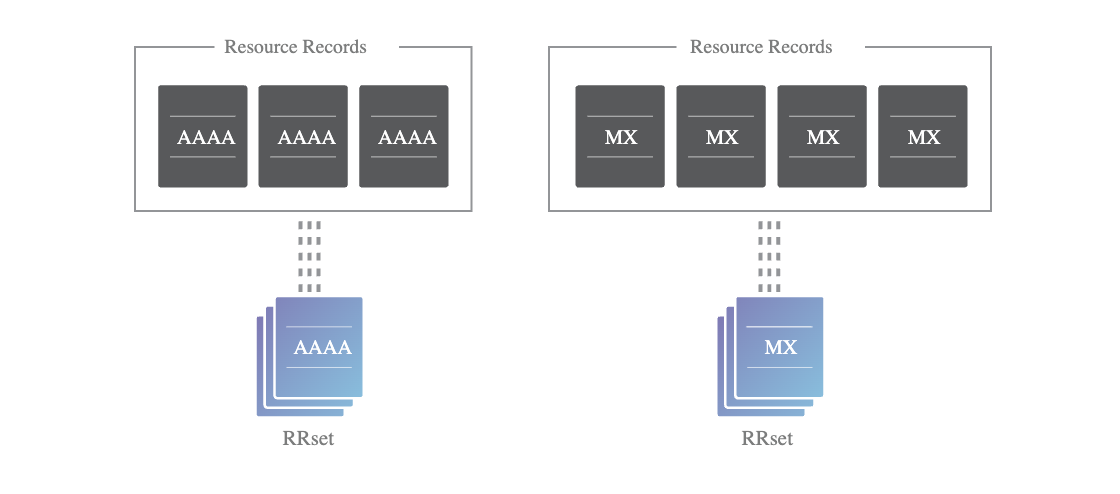 Resource Records
AAAA AAAA AAAA
AAAA
RRset
Resource Records
MX MX MX MX
MX
RRset